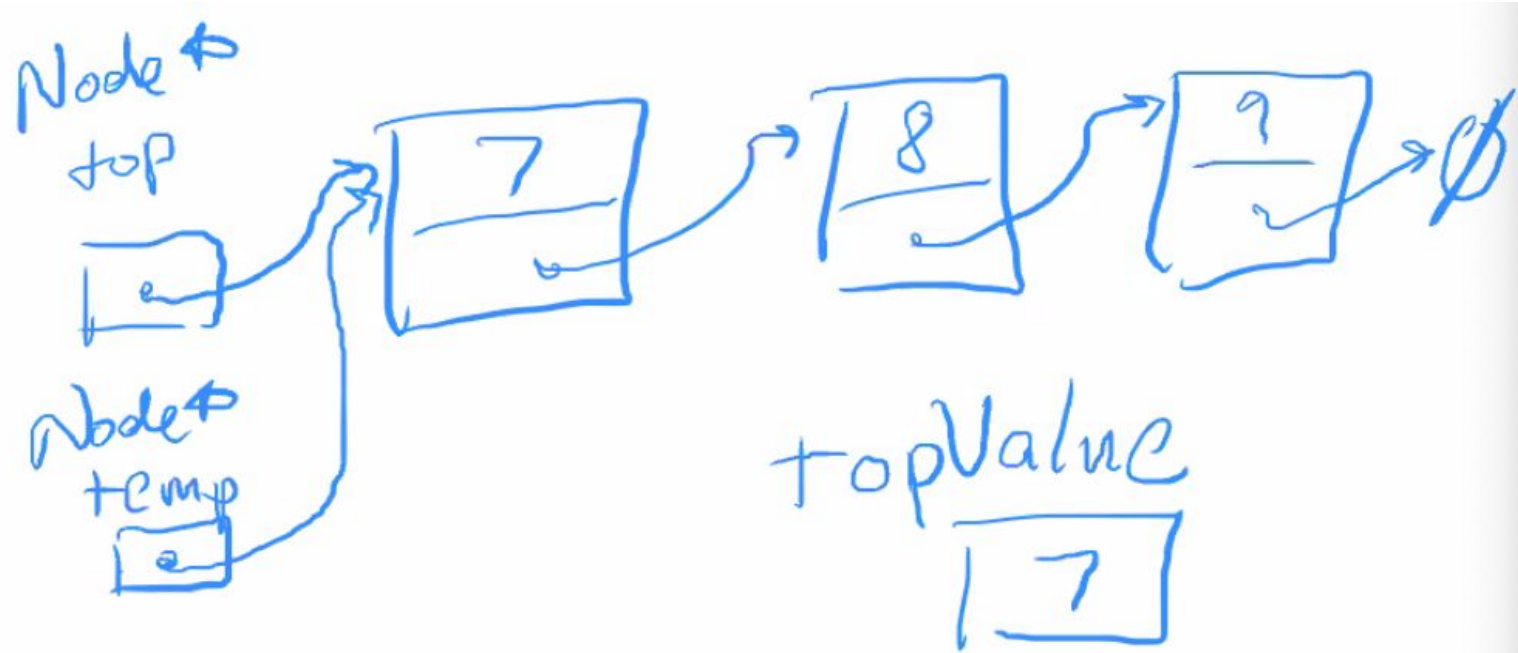 Node*
top
7
8
9
∅
Node*
temp
topValue
7